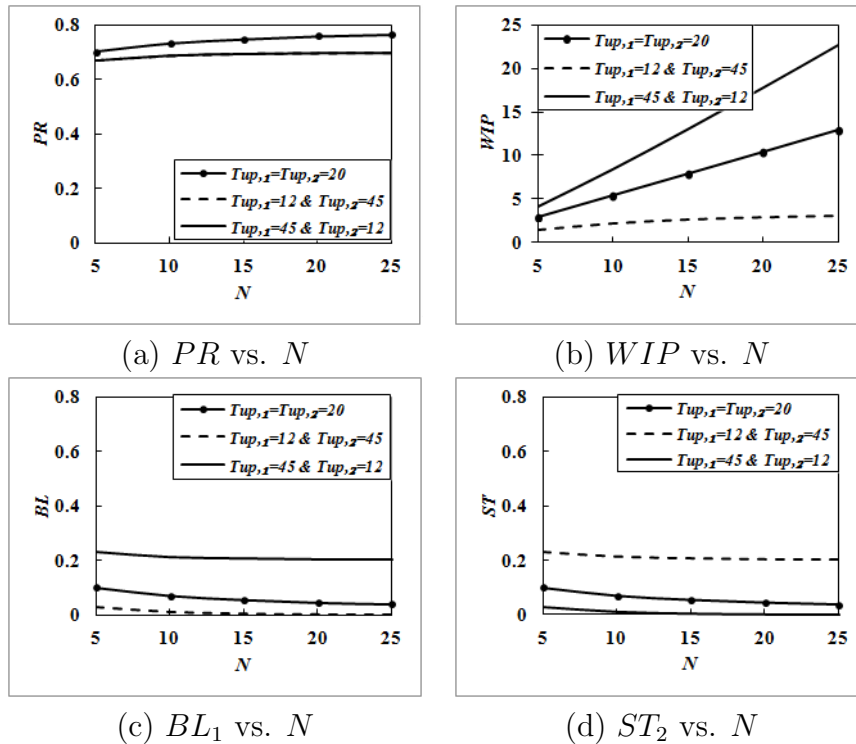 0.8
0.6
0.4
0.2
0
PR
Tup,1=Tup,2=20
Tup,1=12 & Tup,2=45
Tup,1=45 & Tup,2=12
5 10 15 20 25
N
(a) PR vs. N
25
20
15
10
5
0
WIP
Tup,1=Tup,2=20
Tup,1=12 & Tup,2=45
Tup,1=45 & Tup,2=12
5 10 15 20 25
N
(b) WIP vs. N
0.8
0.6
0.4
0.2
0
BL
Tup,1=Tup,2=20
Tup,1=12 & Tup,2=45
Tup,1=45 & Tup,2=12
5 10 15 20 25
N
(c) BL1 vs. N
0.8
0.6
0.4
0.2
0
ST
Tup,1=Tup,2=20
Tup,1=12 & Tup,2=45
Tup,1=45 & Tup,2=12
5 10 15 20 25
N
(d) ST2 vs. N